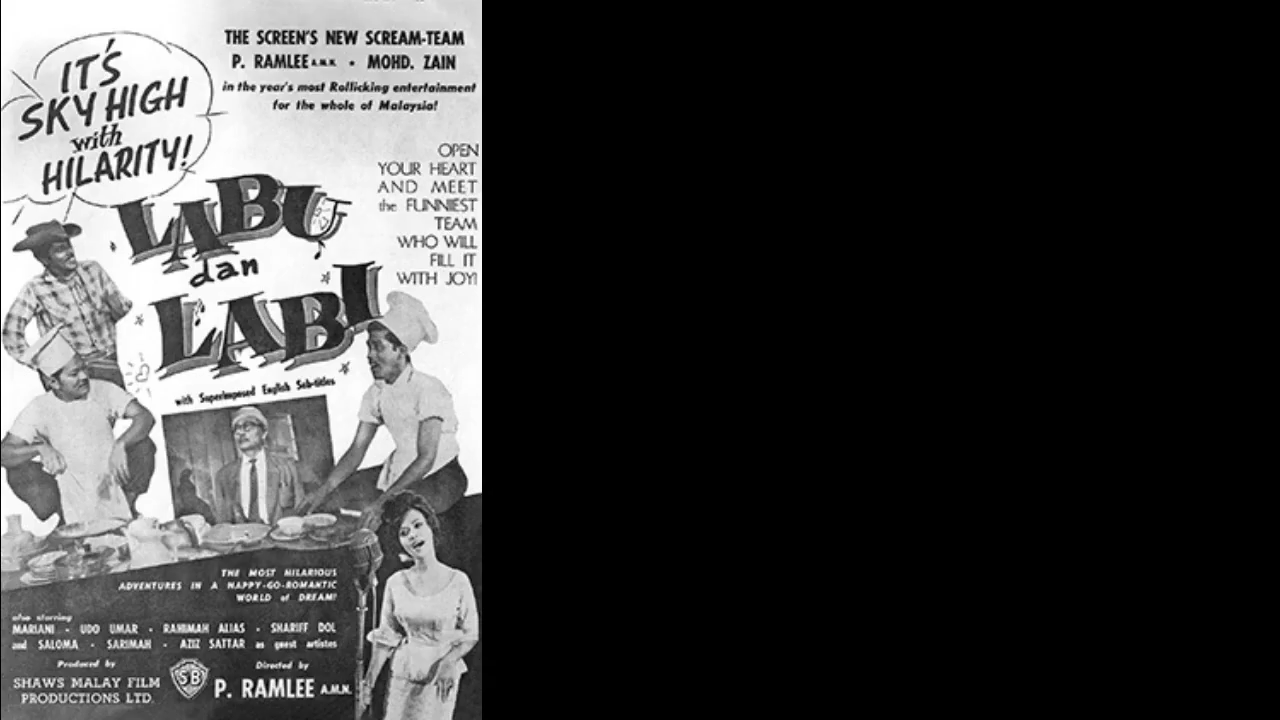 IT'S
SKY HIGH
with
HILARITY!
THE SCREEN'S NEW SCREAM-TEAM
P. RAMLEE A.M.N. • MOHD. ZAIN
in the year's most Rollicking entertainment
for the whole of Malaysia!
OPEN
YOUR HEART
AND MEET
the FUNNIEST
TEAM
WHO WILL
FILL IT
WITH JOY!
LABU
dan
LABI
with Superimposed English Sub-titles
THE MOST HILARIOUS
ADVENTURES IN A HAPPY-GO-ROMANTIC
WORLD of DREAM!
also starring
MARIANI - UDO UMAR - RAHIMAH ALIAS - SHARIFF DOL
and SALOMA - SARIMAH - AZIZ SATTAR as guest artistes
Produced by
SHAWS MALAY FILM
PRODUCTIONS LTD.
SB
Directed by
P. RAMLEE A.M.N.